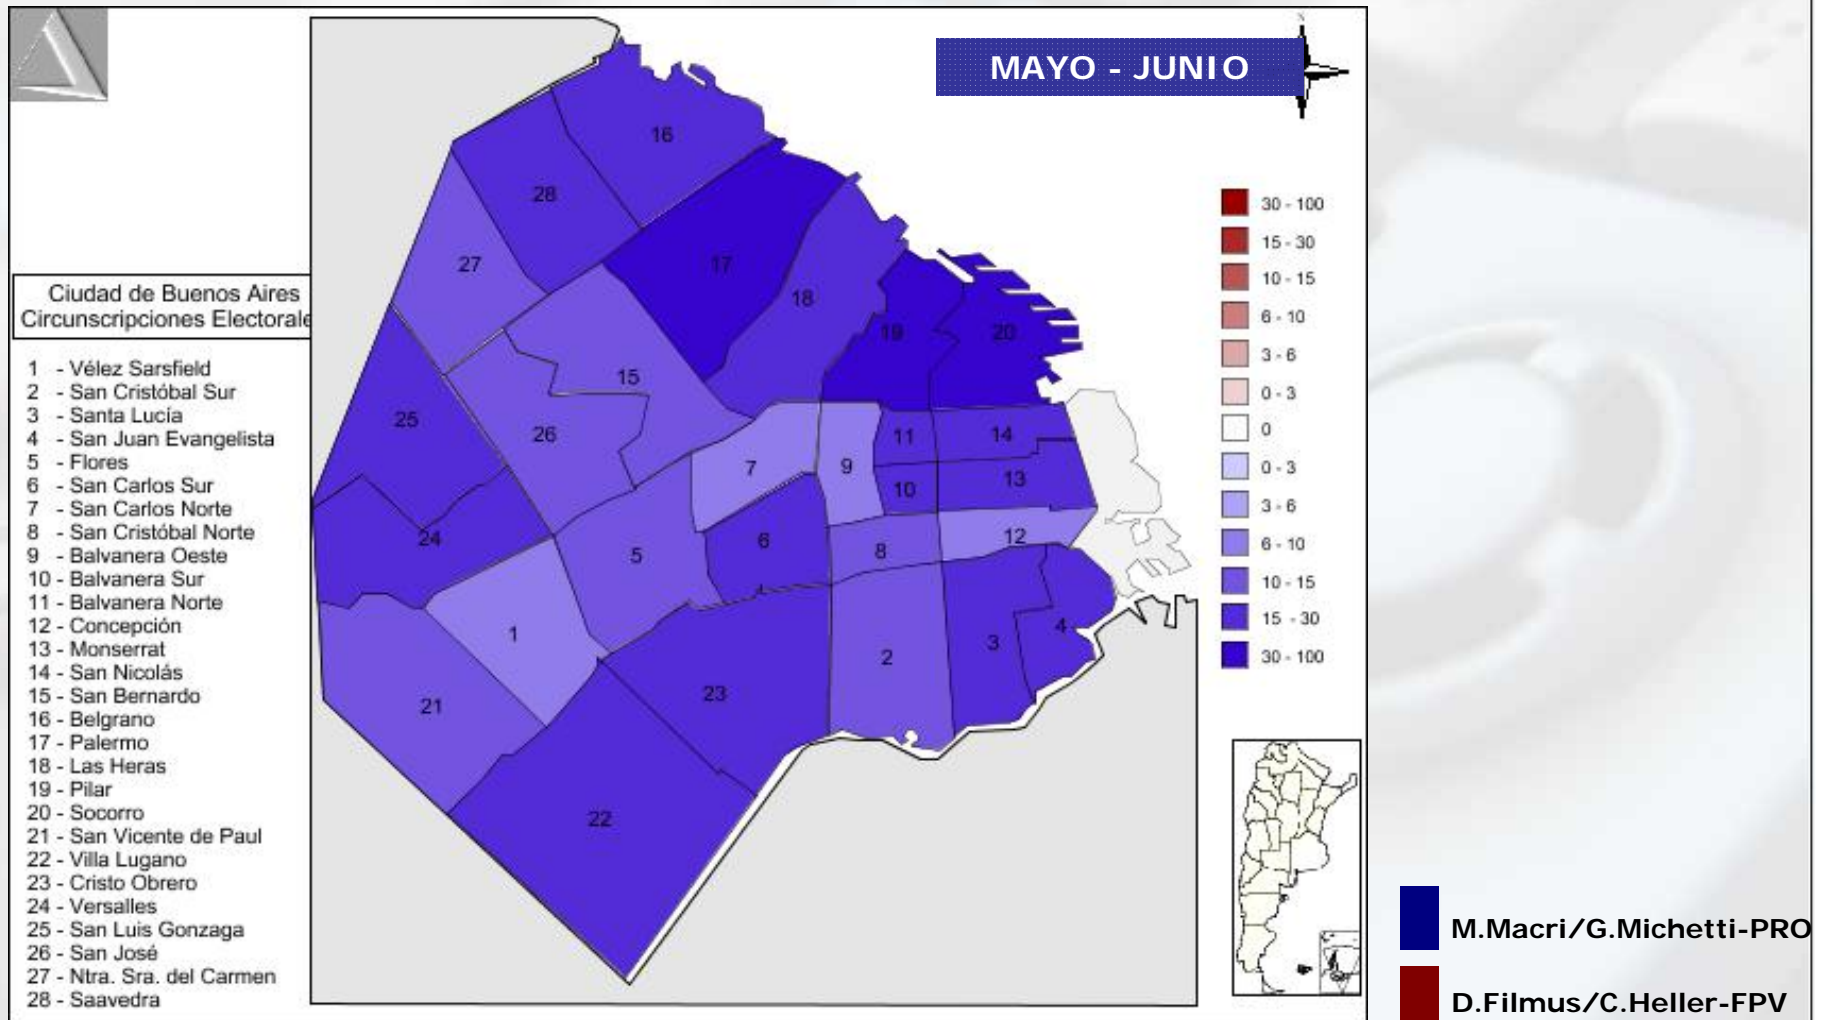 MAYO - JUNIO
N
Ciudad de Buenos Aires
Circunscripciones Electorale
1 - Vélez Sarsfield
2 - San Cristóbal Sur
3 - Santa Lucía
4 - San Juan Evangelista
5 - Flores
6 - San Carlos Sur
7 - San Carlos Norte
8 - San Cristóbal Norte
9 - Balvanera Oeste
10 - Balvanera Sur
11 - Balvanera Norte
12 - Concepción
13 - Monserrat
14 - San Nicolás
15 - San Bernardo
16 - Belgrano
17 - Palermo
18 - Las Heras
19 - Pilar
20 - Socorro
21 - San Vicente de Paul
22 - Villa Lugano
23 - Cristo Obrero
24 - Versalles
25 - San Luis Gonzaga
26 - San José
27 - Ntra. Sra. del Carmen
28 - Saavedra
16
28
27
17
18
19
20
15
25
26
11
14
7
9
10
13
24
6
12
5
8
1
4
3
2
21
23
22
30 - 100
15 - 30
10 - 15
6 - 10
3 - 6
0 - 3
0
0 - 3
3 - 6
6 - 10
10 - 15
15 - 30
30 - 100
M.Macri/G.Michetti-PRO
D.Filmus/C.Heller-FPV